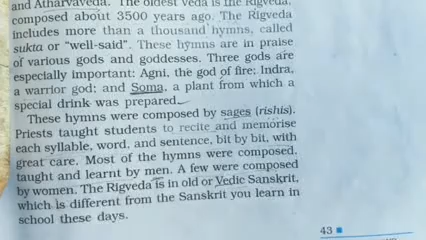 and Atharvaveda. The oldest veda is the Rigveda,
composed about 3500 years ago. The Rigveda
includes more than a thousand hymns, called
sukta or "well-said". These hymns are in praise
of various gods and goddesses. Three gods are
especially important: Agni, the god of fire; Indra,
a warrior god; and Soma, a plant from which a
special drink was prepared.
These hymns were composed by sages (rishis).
Priests taught students to recite and memorise
each syllable, word, and sentence, bit by bit, with
great care. Most of the hymns were composed,
taught and learnt by men. A few were composed
by women. The Rigveda is in old or Vedic Sanskrit,
which is different from the Sanskrit you learn in
school these days.
43